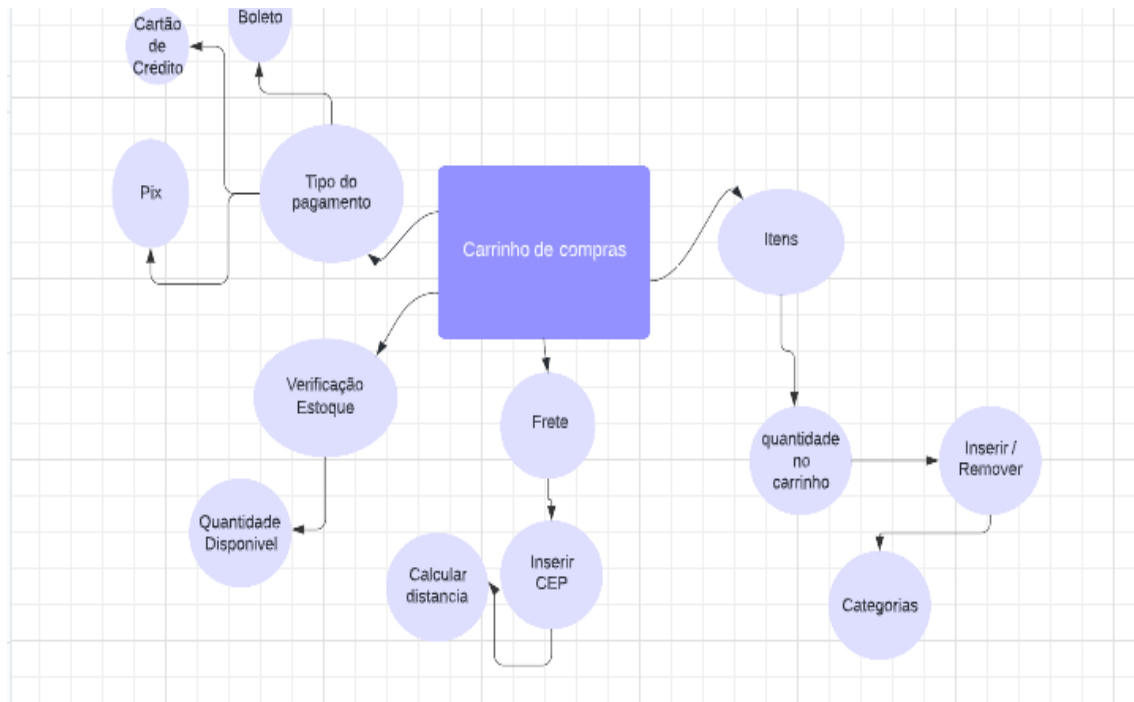 Boleto
Cartão
de
Crédito
Tipo do
pagamento
Pix
Carrinho de compras
Itens
Verificação
Estoque
Frete
quantidade
no
carrinho
Inserir /
Remover
Quantidade
Disponivel
Inserir
CEP
Calcular
distancia
Categorias